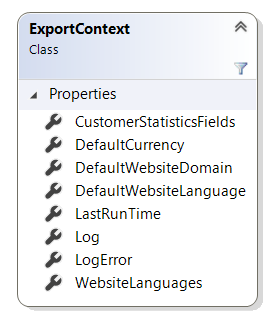 ExportContext
Class
Properties
CustomerStatisticsFields
DefaultCurrency
DefaultWebsiteDomain
DefaultWebsiteLanguage
LastRunTime
Log
LogError
WebsiteLanguages